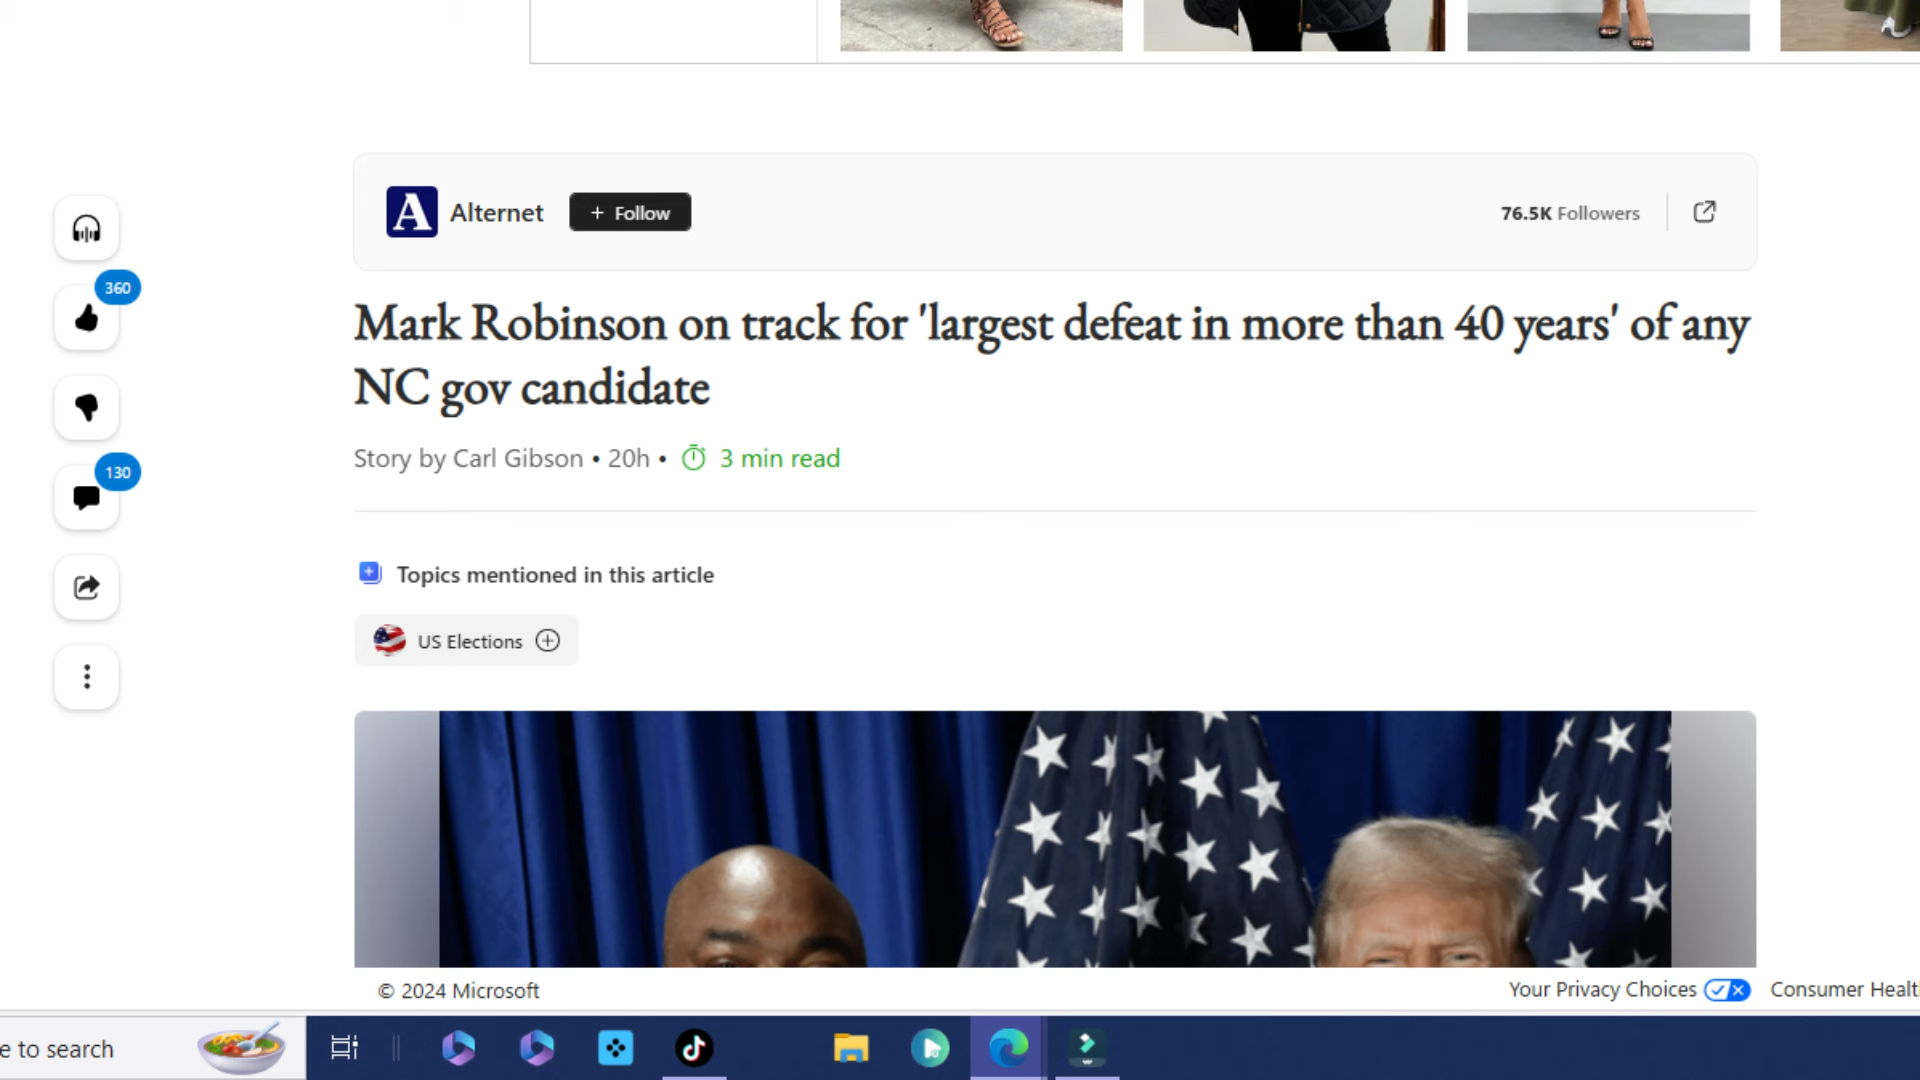 A Alternet + Follow 76.5K Followers
360
Mark Robinson on track for 'largest defeat in more than 40 years' of any
NC gov candidate
Story by Carl Gibson • 20h • 3 min read
130
Topics mentioned in this article
US Elections
© 2024 Microsoft Your Privacy Choices Consumer Healt
e to search